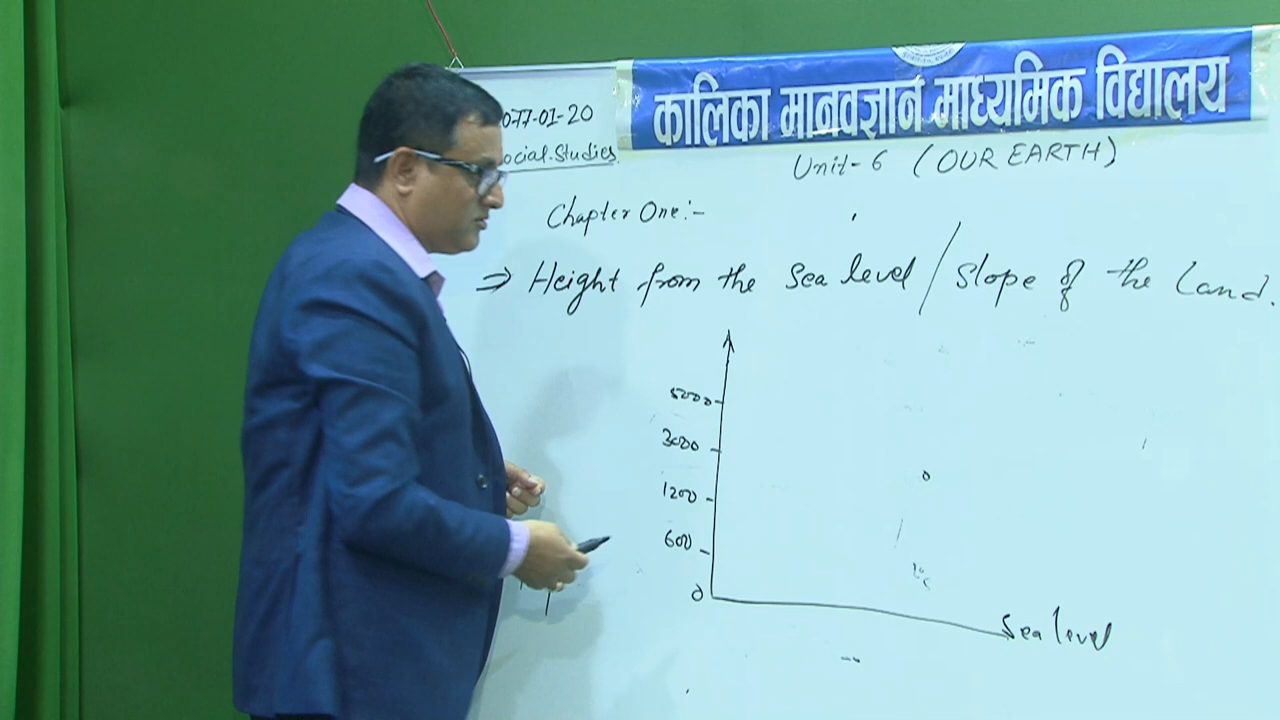 077-01-20
ocial Studies
कालिका मानवज्ञान माध्यमिक विद्यालय
Unit-6 (OUR EARTH)
Chapter One:-
⇒ Height from the sea level / Slope of the Land.
5000
3000
1200
600
0
Sea level